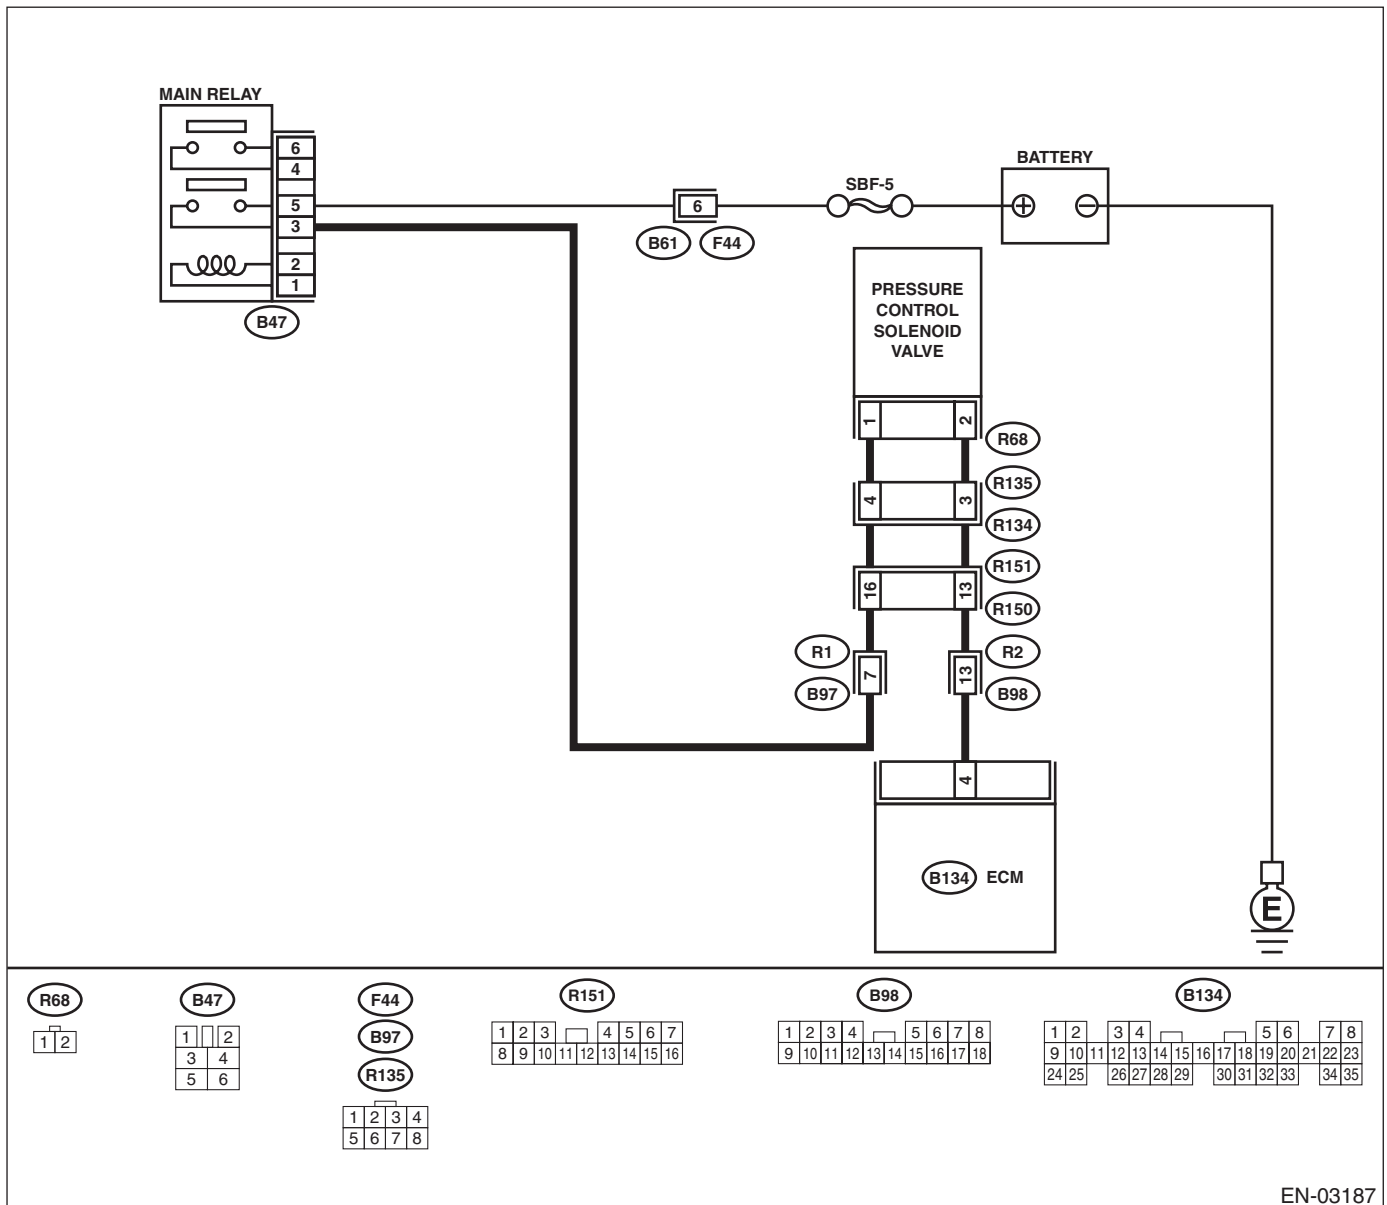 MAIN RELAY
6
4
5
3
2
1
B47
6
B61 F44
SBF-5
BATTERY
PRESSURE
CONTROL
SOLENOID
VALVE
1 2
R68
R135
4 3
R134
R151
16 13
R150
R1 R2
7 13
B97 B98
4
B134 ECM
E
R68
1 2
B47
1 2
3 4
5 6
F44
B97
R135
1 2 3 4
5 6 7 8
R151
1 2 3 4 5 6 7
8 9 10 11 12 13 14 15 16
B98
1 2 3 4 5 6 7 8
9 10 11 12 13 14 15 16 17 18
B134
1 2 3 4 5 6 7 8
9 10 11 12 13 14 15 16 17 18 19 20 21 22 23
24 25 26 27 28 29 30 31 32 33 34 35
EN-03187